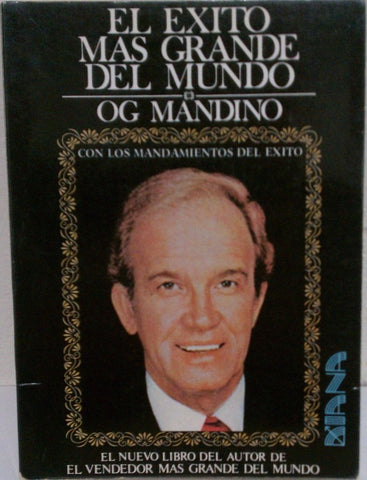 EL EXITO
MAS GRANDE
DEL MUNDO
OG MANDINO
CON LOS MANDAMIENTOS DEL EXITO
DIANA
EL NUEVO LIBRO DEL AUTOR DE
EL VENDEDOR MAS GRANDE DEL MUNDO